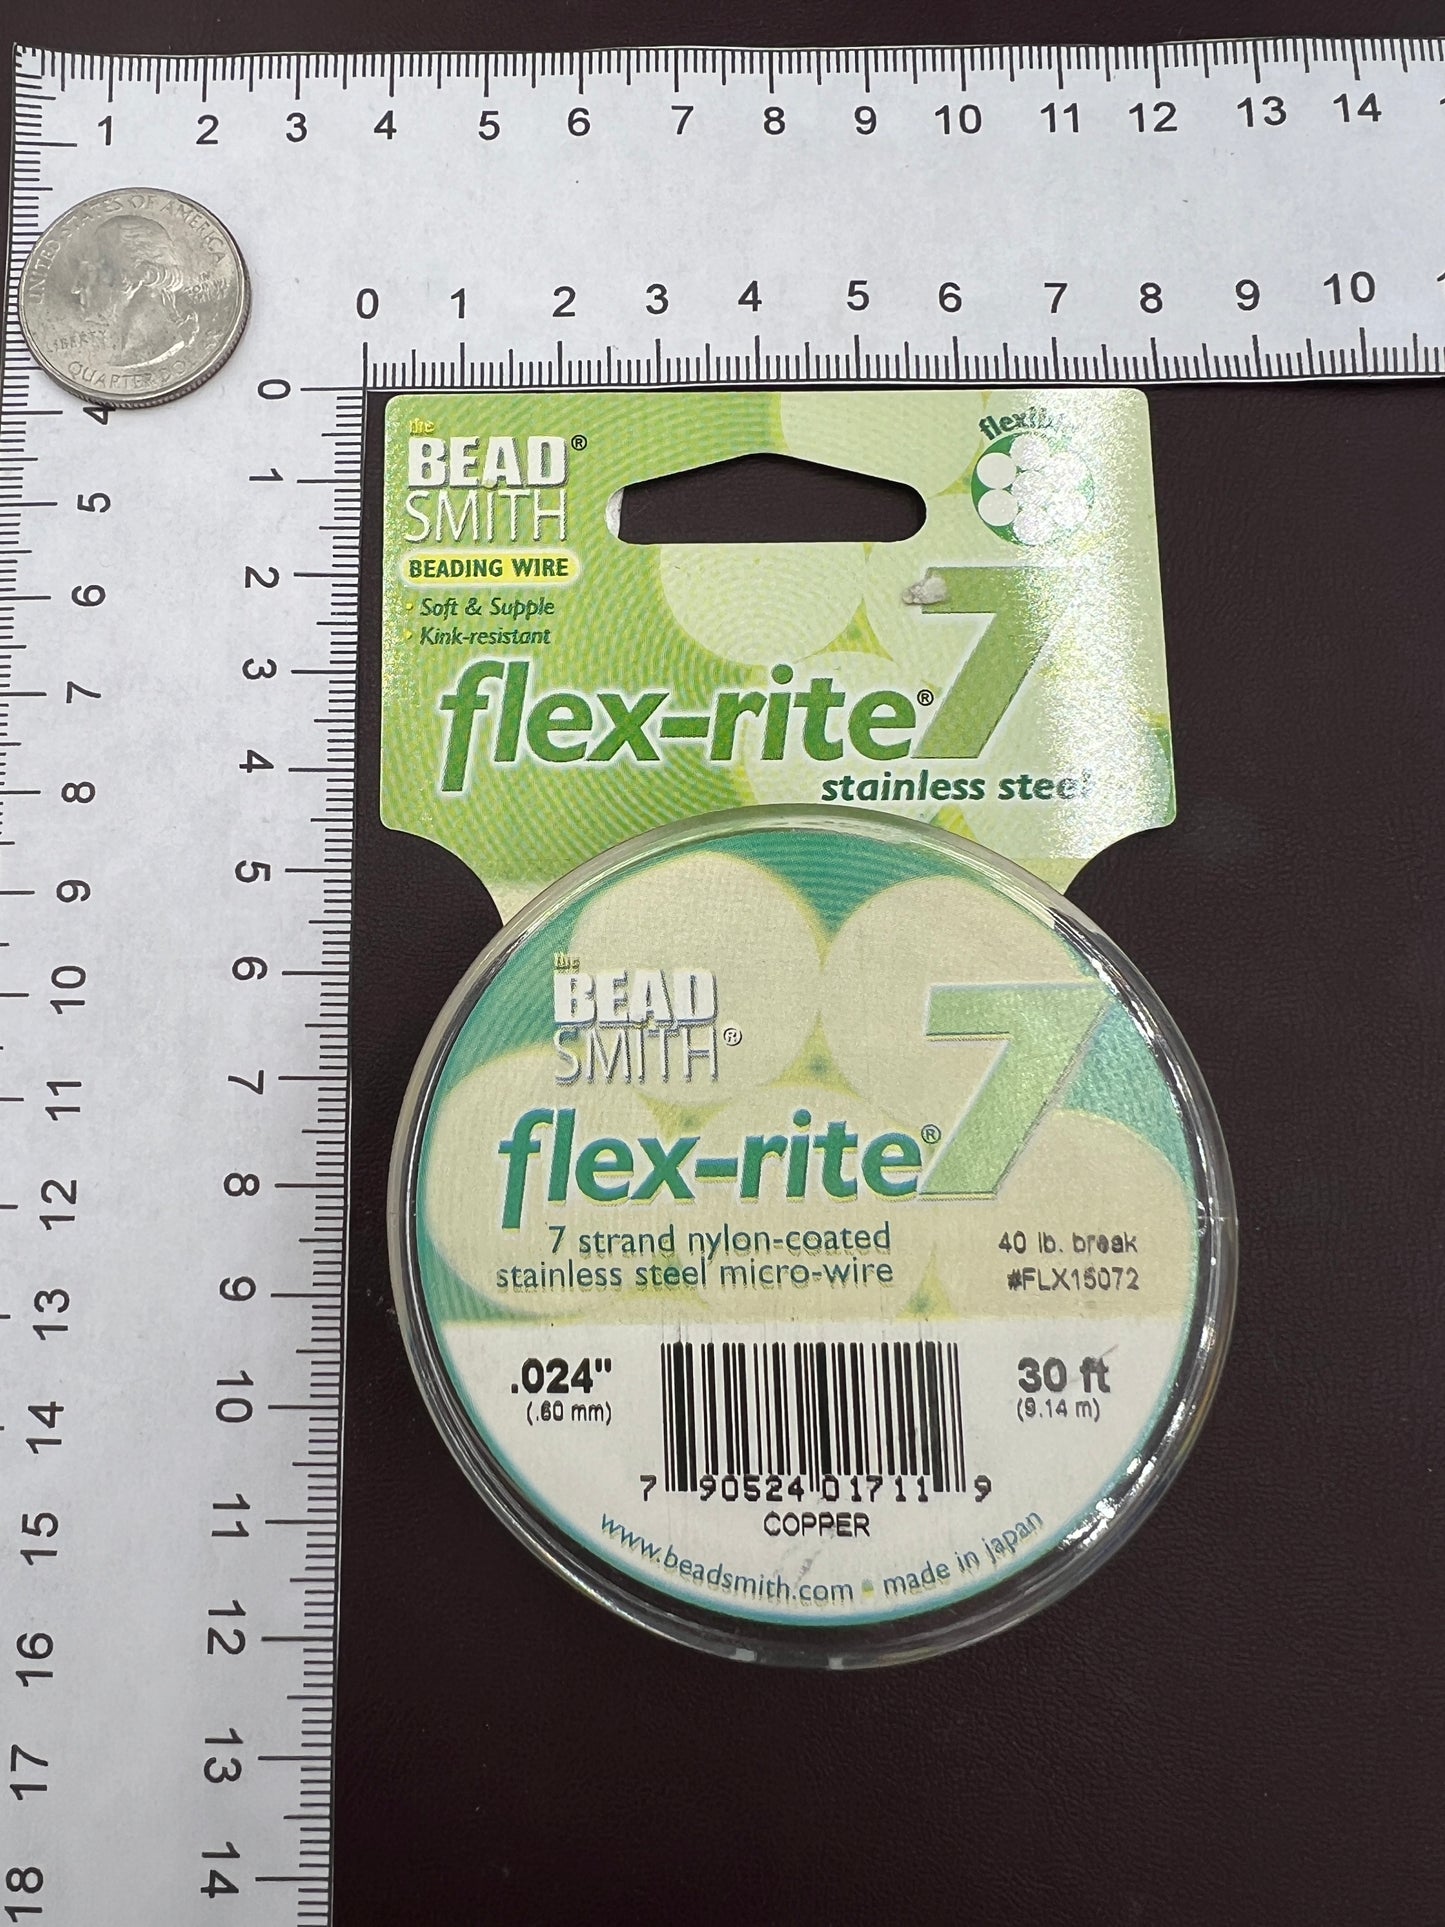 1 2 3 4 5 6 7 8 9 10 11 12 13 14
UNITED STATES OF AMERICA
LIBERTY
QUARTER DOLLAR
0 1 2 3 4 5 6 7 8 9 10
0 1 2 3 4 5 6 7 8 9 10 11 12 13 14
4 5 6 7 8 9 10 11 12 13 14 15 16 17 18
the
BEAD®
SMITH
BEADING WIRE
• Soft & Supple
• Kink-resistant
flex-rite® 7
stainless steel
the
BEAD
SMITH®
flex-rite® 7
7 strand nylon-coated
stainless steel micro-wire
40 lb. break
#FLX15072
.024"
(.60 mm)
30 ft
(9.14 m)
7 90524 01711 9
COPPER
www.beadsmith.com • made in japan